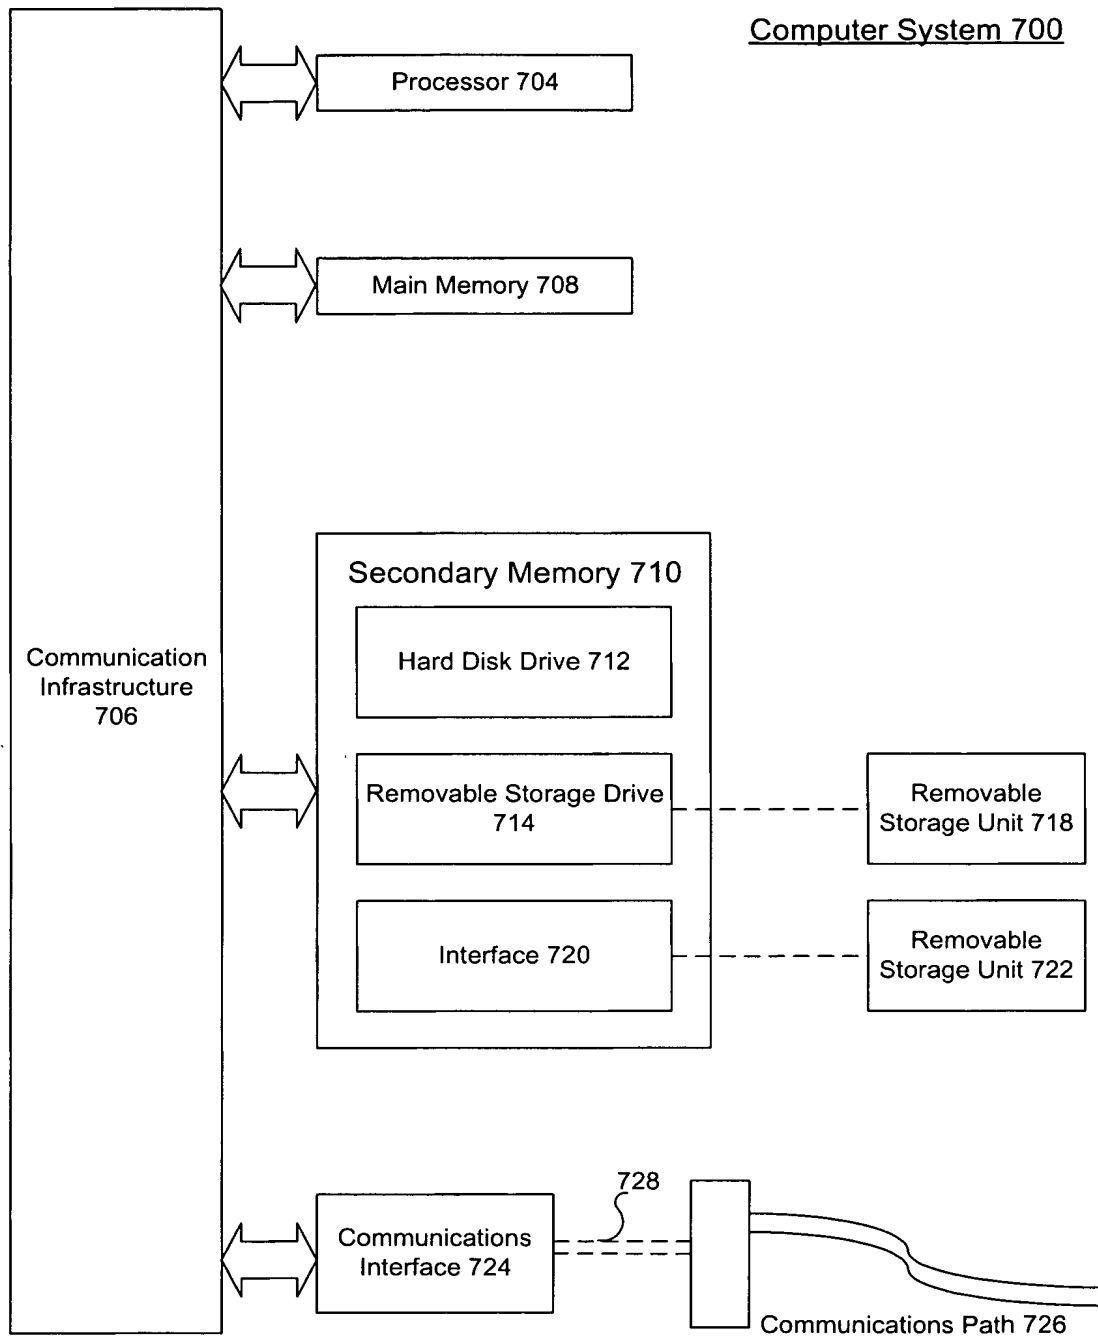 Computer System 700
Processor 704
Main Memory 708
Secondary Memory 710
Hard Disk Drive 712
Communication
Infrastructure
706
Removable Storage Drive
714
Removable
Storage Unit 718
Interface 720
Removable
Storage Unit 722
728
Communications
Interface 724
Communications Path 726